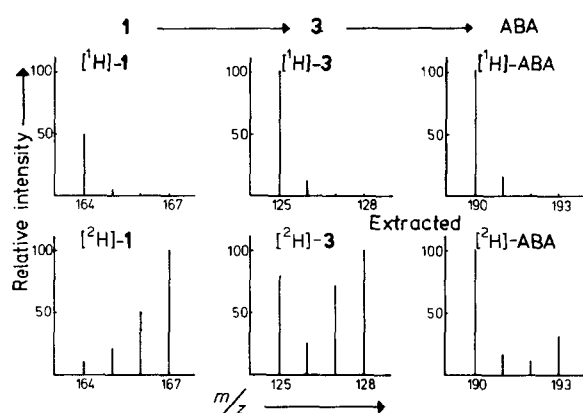 1 3 ABA
[¹H]-1 [¹H]-3 [¹H]-ABA
100 100 100
50 50 50
164 167 125 128 190 193
Relative intensity
Extracted
[²H]-1 [²H]-3 [²H]-ABA
100 100 100
50 50 50
164 167 125 128 190 193
m/z